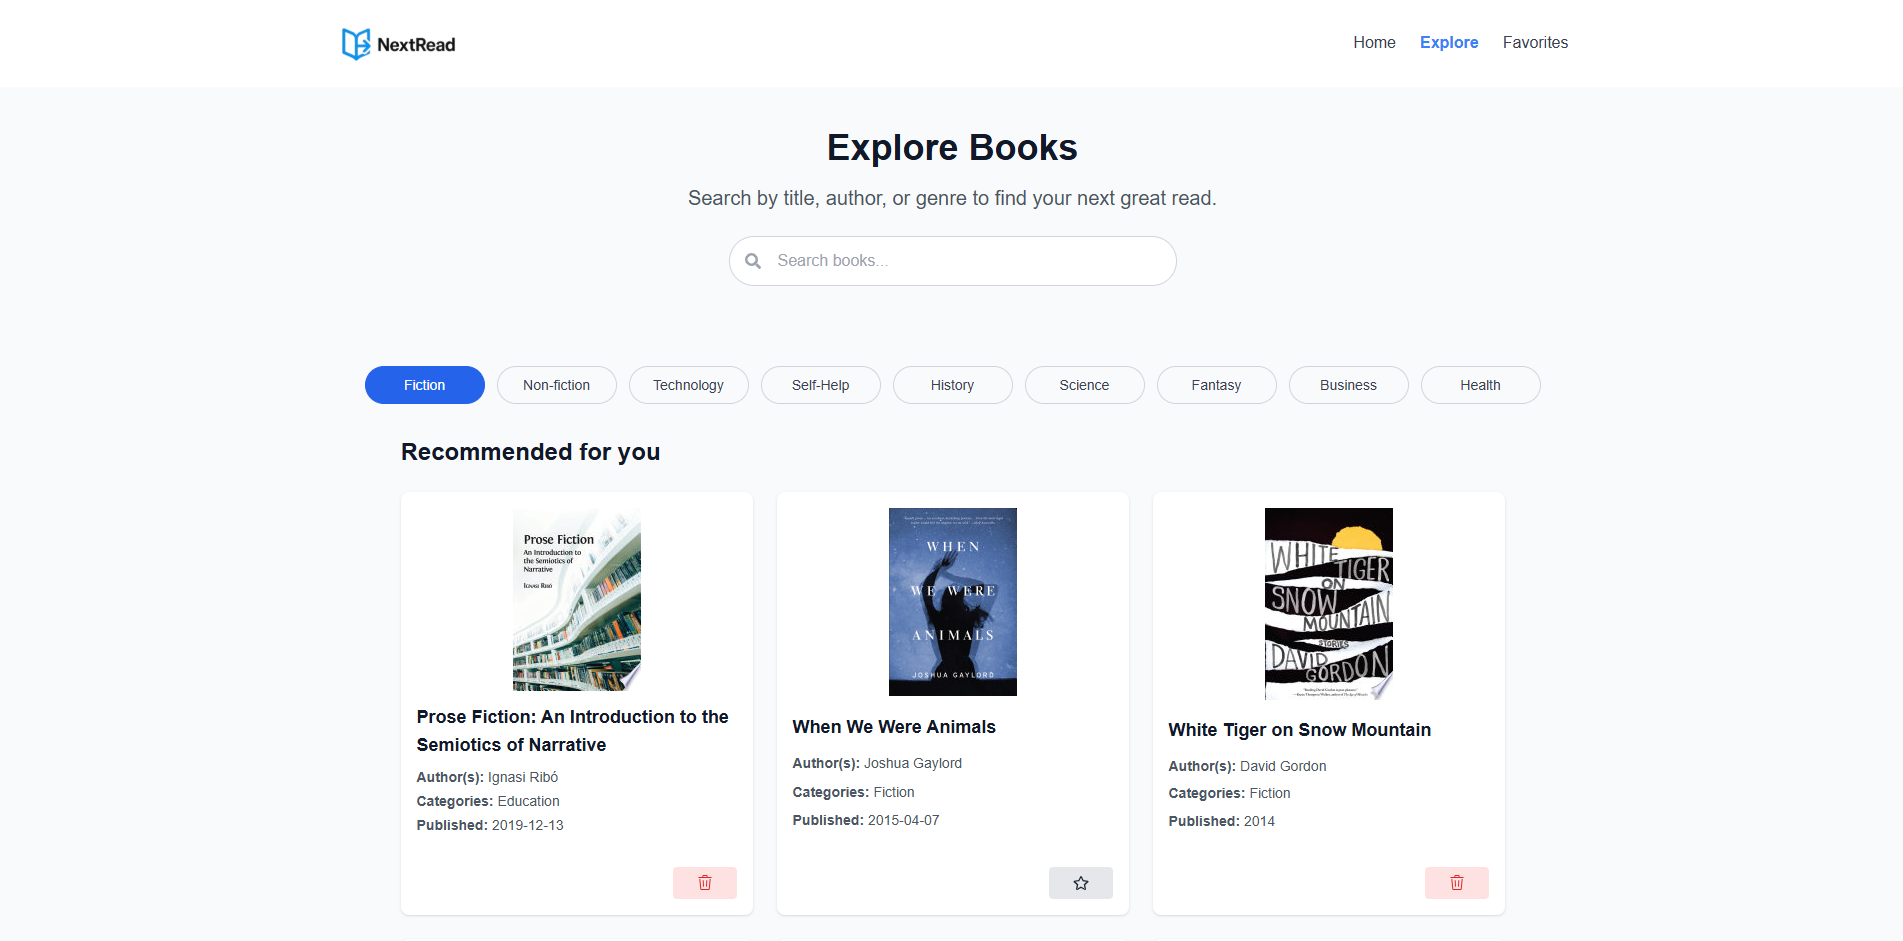 NextRead
Home Explore Favorites
Explore Books
Search by title, author, or genre to find your next great read.
Search books...
Fiction Non-fiction Technology Self-Help History Science Fantasy Business Health
Recommended for you
Prose Fiction
An Introduction to
the Semiotics of
Narrative
Ignasi Ribó
WHEN
WE WERE
ANIMALS
JOSHUA GAYLORD
WHITE
TIGER
ON
SNOW
MOUNTAIN
STORIES
DAVID
GORDON
Prose Fiction: An Introduction to the
Semiotics of Narrative
Author(s): Ignasi Ribó
Categories: Education
Published: 2019-12-13
When We Were Animals
Author(s): Joshua Gaylord
Categories: Fiction
Published: 2015-04-07
White Tiger on Snow Mountain
Author(s): David Gordon
Categories: Fiction
Published: 2014